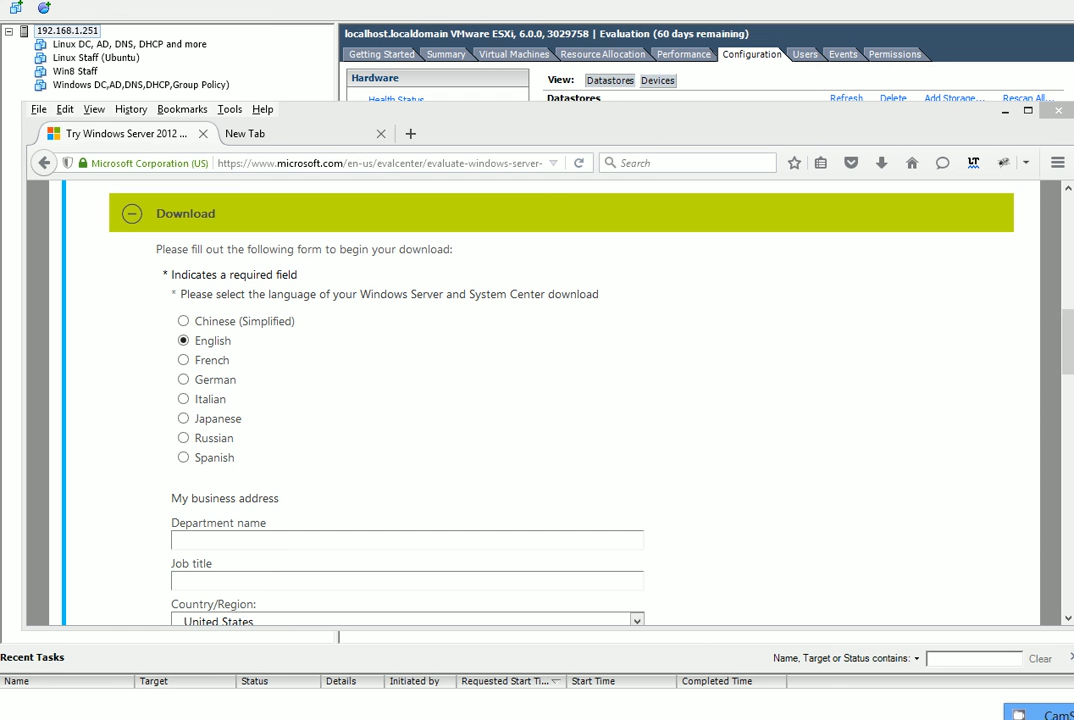 192.168.1.251
Linux DC, AD, DNS, DHCP and more
Linux Staff (Ubuntu)
Win8 Staff
Windows DC,AD,DNS,DHCP,Group Policy)
localhost.localdomain VMware ESXi, 6.0.0, 3029758 | Evaluation (60 days remaining)
Getting Started Summary Virtual Machines Resource Allocation Performance Configuration Users Events Permissions
Hardware
Health Status
View: Datastores Devices
Datastores Refresh Delete Add Storage... Rescan All...
File Edit View History Bookmarks Tools Help
Try Windows Server 2012 ... New Tab
Microsoft Corporation (US) https://www.microsoft.com/en-us/evalcenter/evaluate-windows-server- Search
Download
Please fill out the following form to begin your download:
* Indicates a required field
* Please select the language of your Windows Server and System Center download
Chinese (Simplified)
English
French
German
Italian
Japanese
Russian
Spanish
My business address
Department name
Job title
Country/Region:
United States
Recent Tasks Name, Target or Status contains: Clear
Name Target Status Details Initiated by Requested Start Ti... Start Time Completed Time
CamS